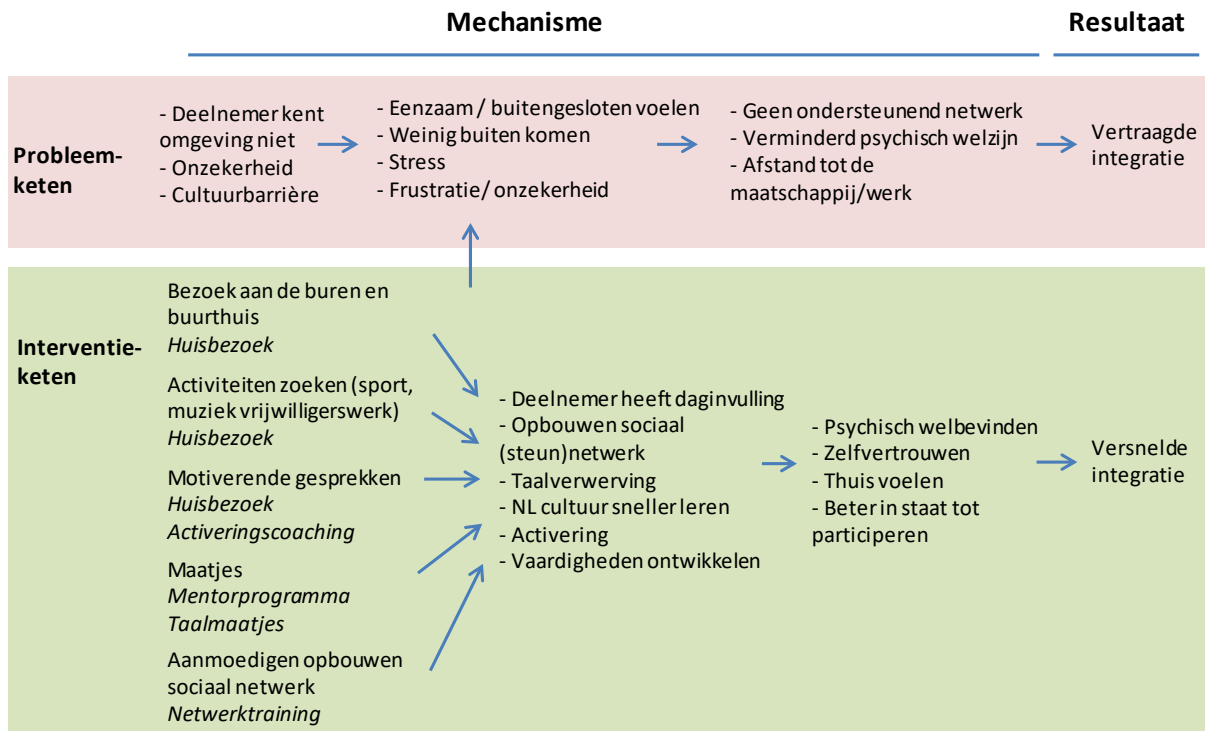 Mechanisme
Resultaat
Probleem-
keten
- Deelnemer kent
omgeving niet
- Onzekerheid
- Cultuurbarrière
- Eenzaam / buitengesloten voelen
- Weinig buiten komen
- Stress
- Frustratie/ onzekerheid
- Geen ondersteunend netwerk
- Verminderd psychisch welzijn
- Afstand tot de
maatschappij/werk
Vertraagde
integratie
Interventie-
keten
Bezoek aan de buren en
buurthuis
Huisbezoek
Activiteiten zoeken (sport,
muziek vrijwilligerswerk)
Huisbezoek
Motiverende gesprekken
Huisbezoek
Activeringscoaching
Maatjes
Mentorprogramma
Taalmaatjes
Aanmoedigen opbouwen
sociaal netwerk
Netwerktraining
- Deelnemer heeft daginvulling
- Opbouwen sociaal
(steun)netwerk
- Taalverwerving
- NL cultuur sneller leren
- Activering
- Vaardigheden ontwikkelen
- Psychisch welbevinden
- Zelfvertrouwen
- Thuis voelen
- Beter in staat tot
participeren
Versnelde
integratie